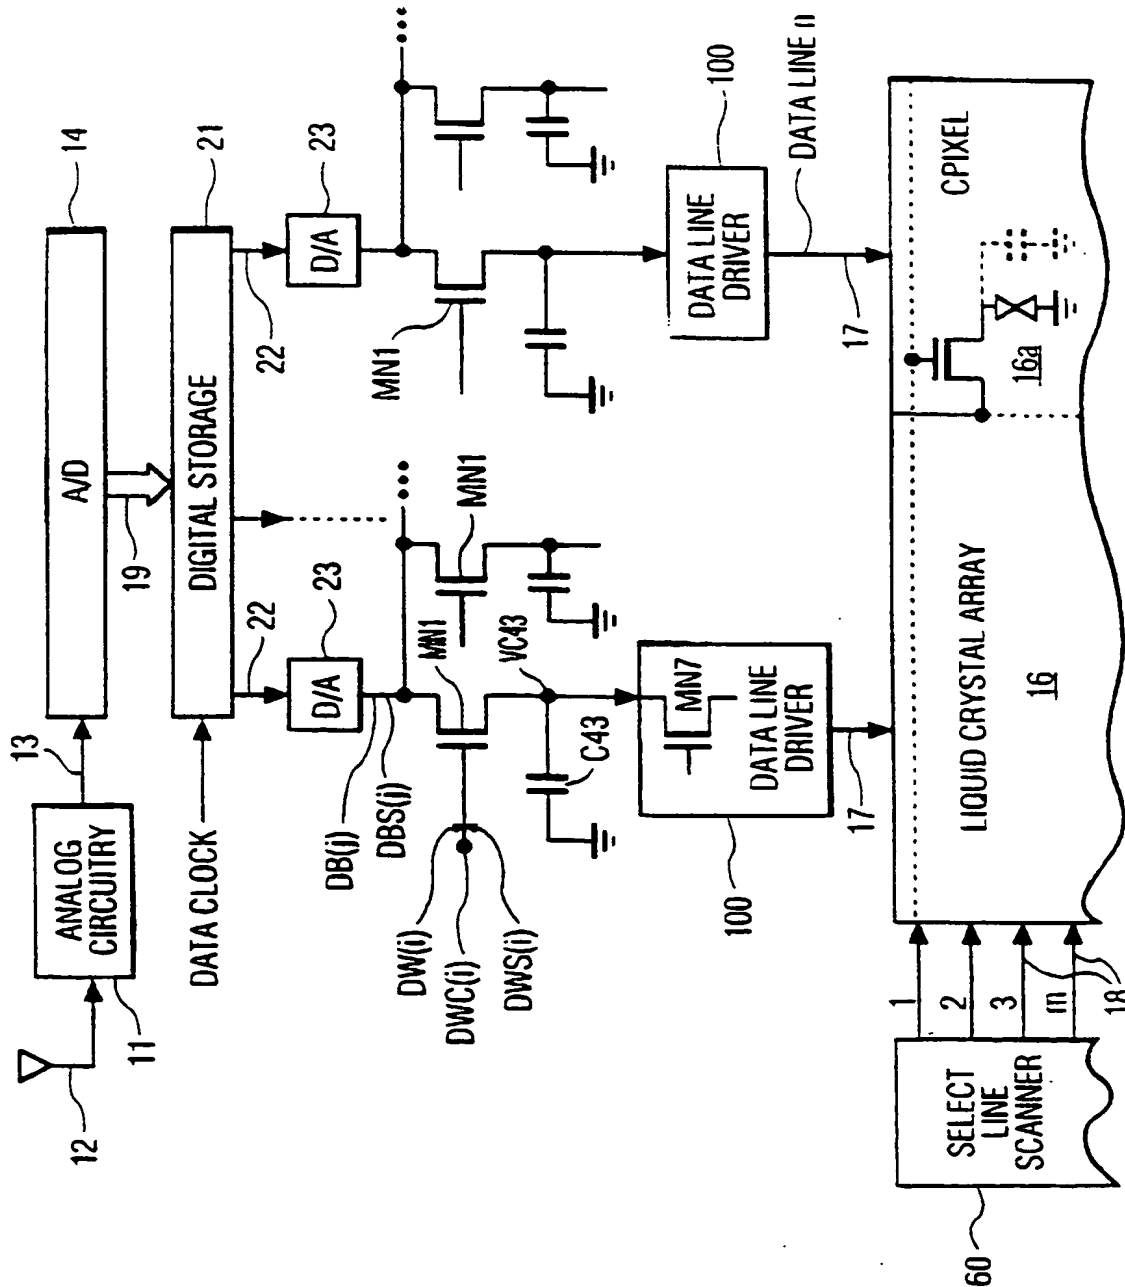 12
11
ANALOG
CIRCUITRY
13
A/D
14
19
DATA CLOCK
DIGITAL STORAGE
21
22
22
D/A
23
D/A
23
DB(j)
DBS(j)
DW(i)
DWC(i)
DWS(i)
MN1
MN1
MN1
VC43
C43
MN7
DATA LINE
DRIVER
100
DATA LINE
DRIVER
100
17
17
DATA LINE n
60
SELECT
LINE
SCANNER
1
2
3
m
18
LIQUID CRYSTAL ARRAY
16
16a
CPIXEL